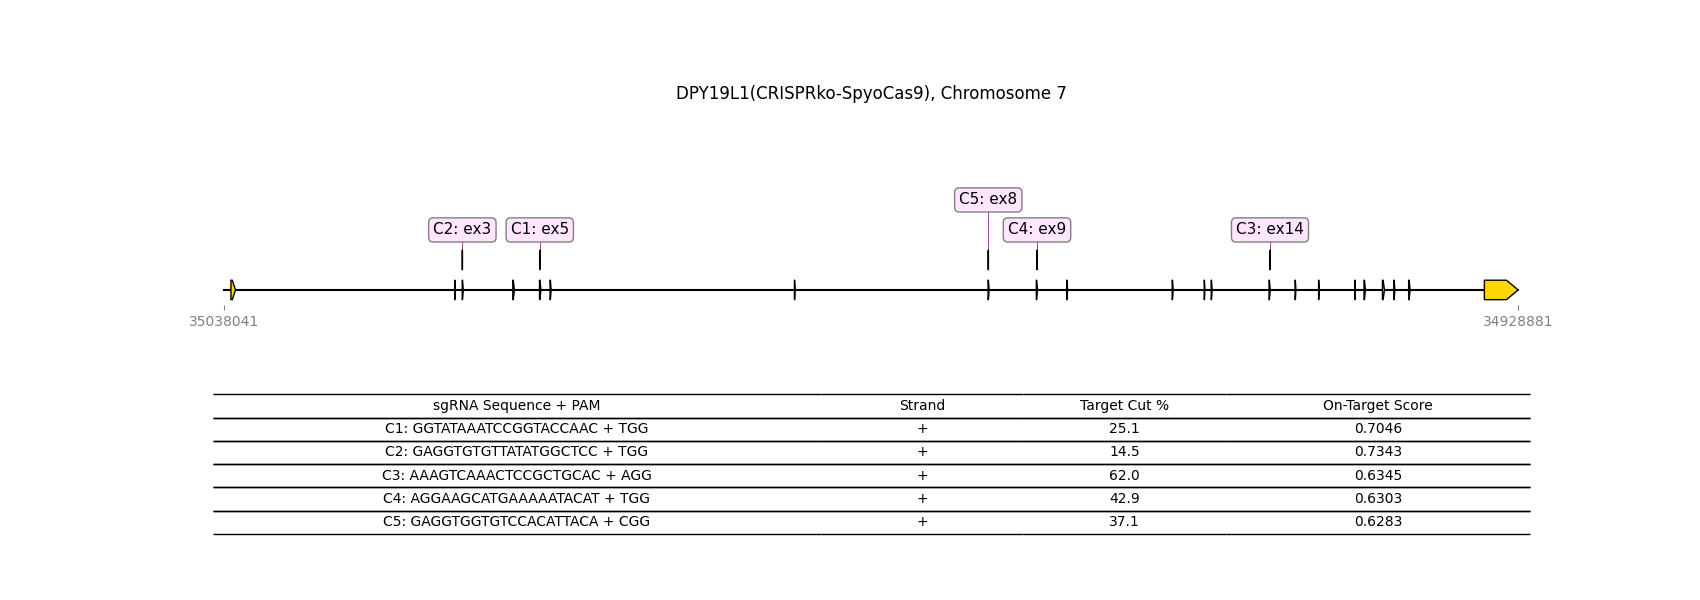 DPY19L1(CRISPRko-SpyoCas9), Chromosome 7
C5: ex8
C2: ex3 C1: ex5 C4: ex9 C3: ex14
35038041 34928881
sgRNA Sequence + PAM Strand Target Cut % On-Target Score
C1: GGTATAAATCCGGTACCAAC + TGG + 25.1 0.7046
C2: GAGGTGTGTTATATGGCTCC + TGG + 14.5 0.7343
C3: AAAGTCAAACTCCGCTGCAC + AGG + 62.0 0.6345
C4: AGGAAGCATGAAAAATACAT + TGG + 42.9 0.6303
C5: GAGGTGGTGTCCACATTACA + CGG + 37.1 0.6283